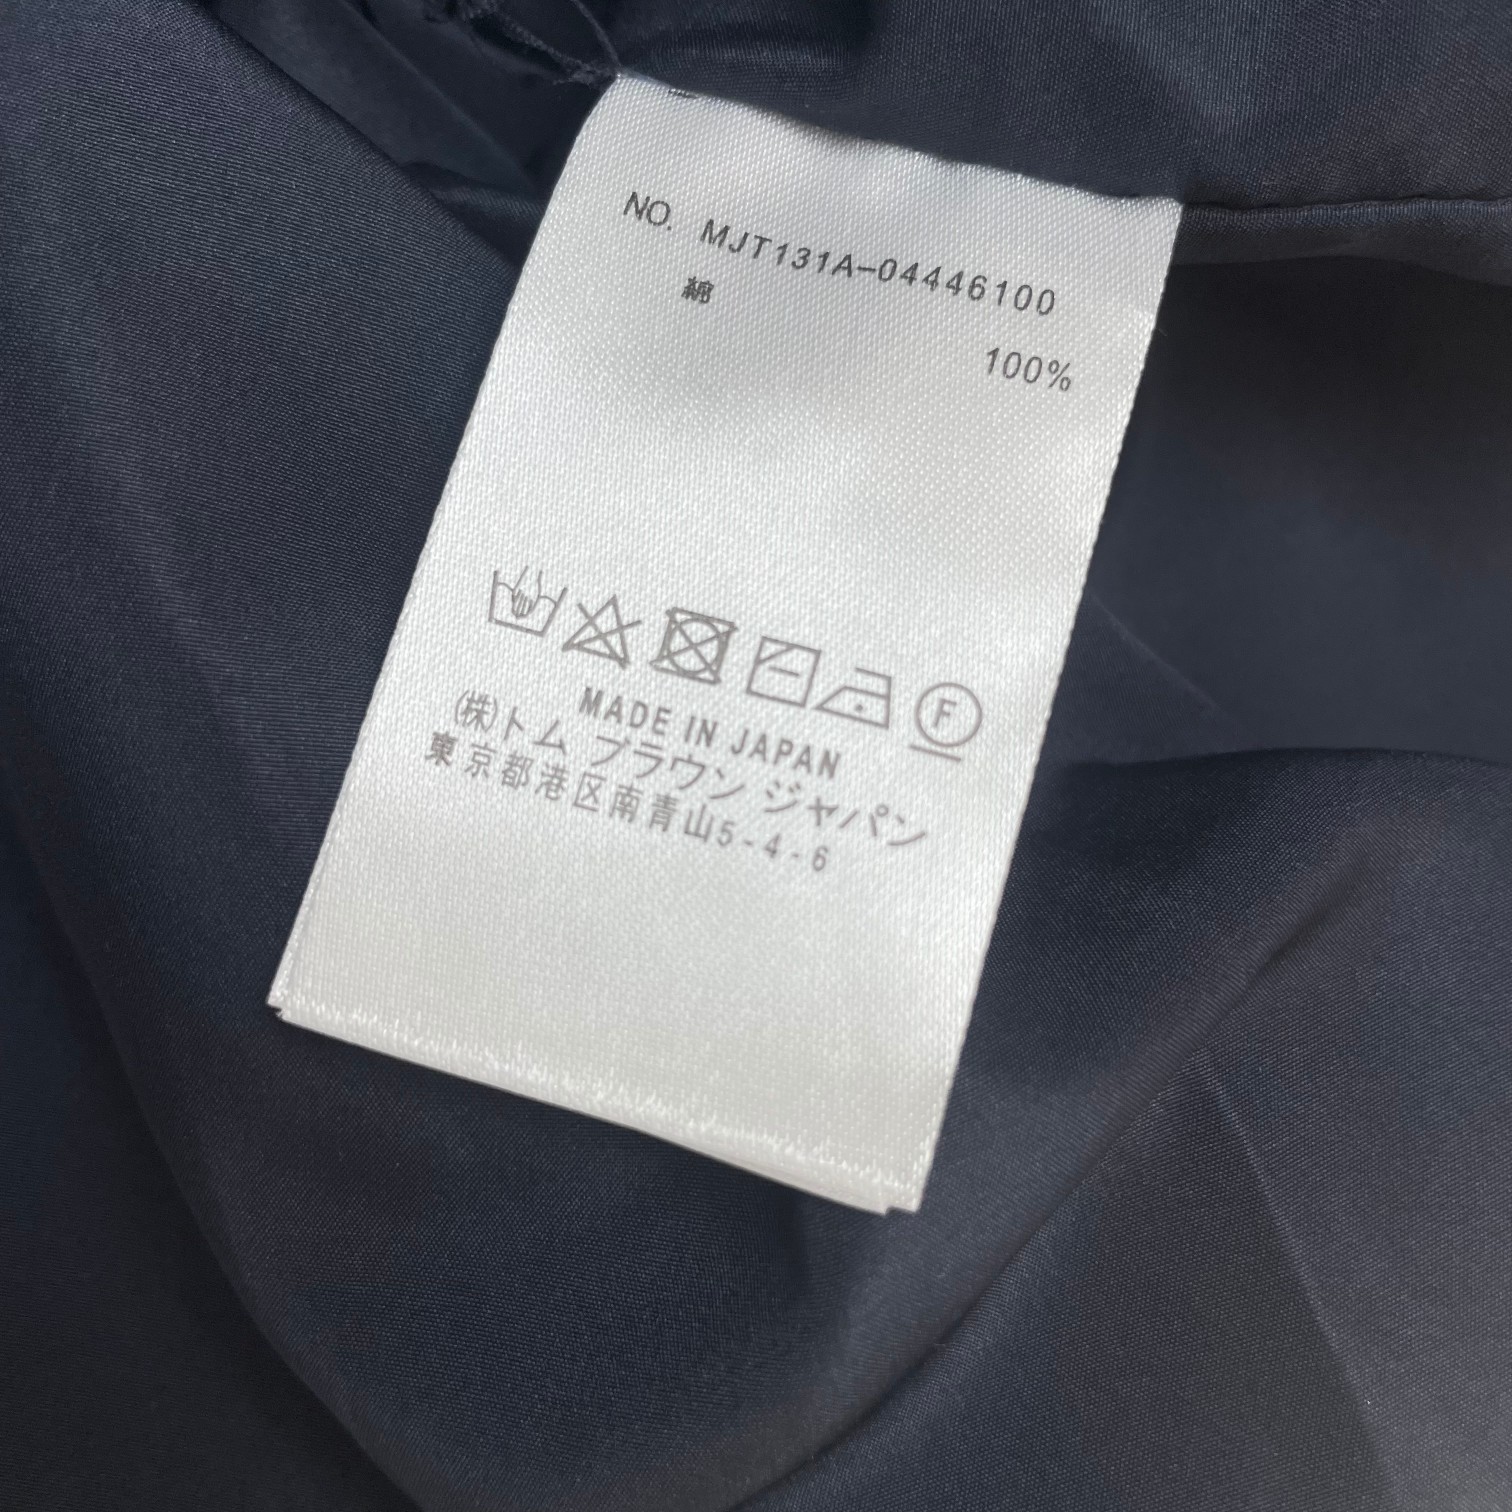 NO. MJT131A-04446100
綿
100%
F
MADE IN JAPAN
(株)トム ブラウン ジャパン
東京都港区南青山5-4-6